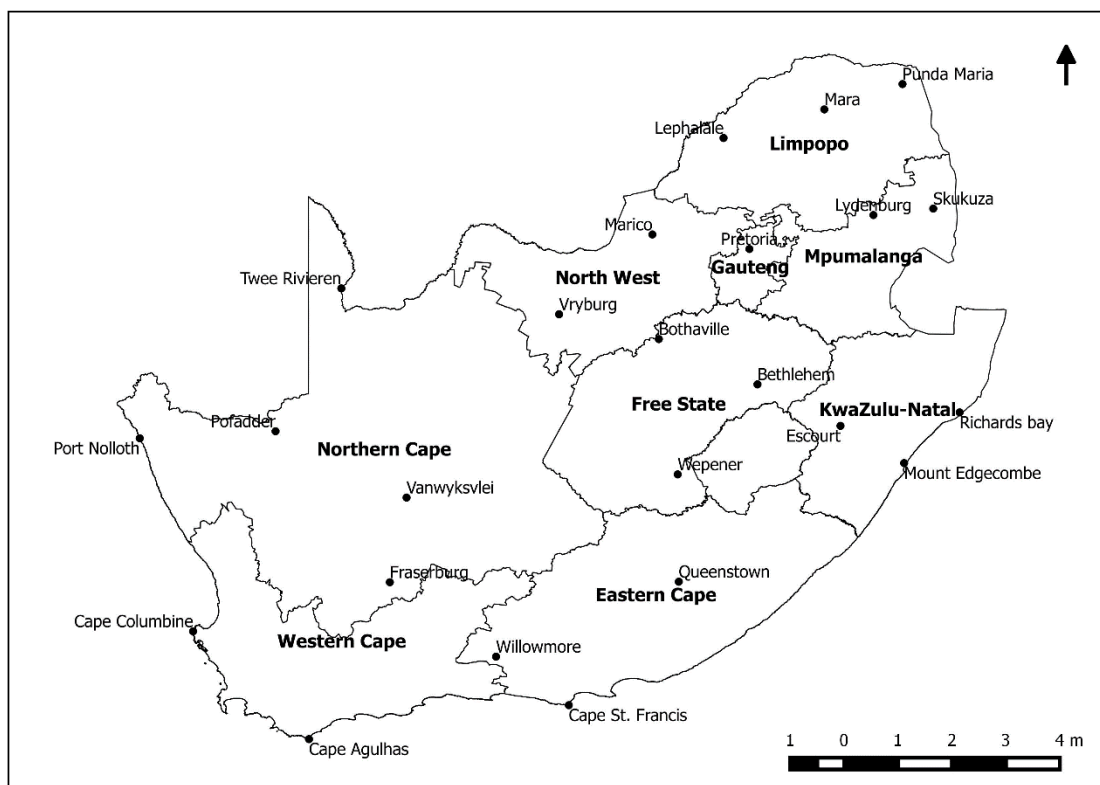 Punda Maria
Mara
Lephalale
Limpopo
Lydenburg
Skukuza
Marico
Pretoria
Mpumalanga
Gauteng
North West
Twee Rivieren
Vryburg
Bothaville
Bethlehem
Free State
KwaZulu-Natal
Richards bay
Escourt
Pofadder
Port Nolloth
Northern Cape
Wepener
Mount Edgecombe
Vanwyksvlei
Fraserburg
Queenstown
Eastern Cape
Cape Columbine
Western Cape
Willowmore
Cape St. Francis
Cape Agulhas
1 0 1 2 3 4 m